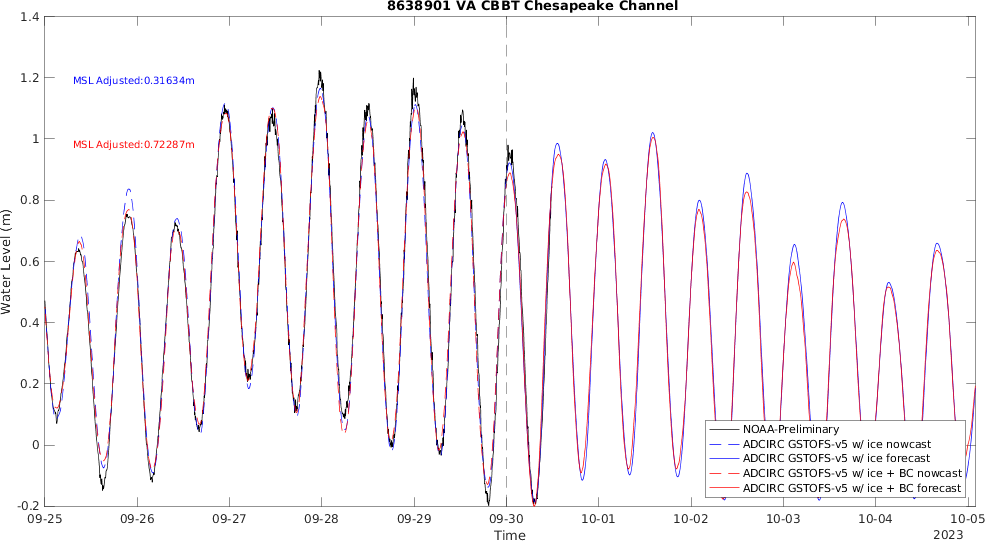 8638901 VA CBBT Chesapeake Channel
1.4
1.2
1
0.8
0.6
0.4
0.2
0
-0.2
Water Level (m)
MSL Adjusted:0.31634m
MSL Adjusted:0.72287m
NOAA-Preliminary
ADCIRC GSTOFS-v5 w/ ice nowcast
ADCIRC GSTOFS-v5 w/ ice forecast
ADCIRC GSTOFS-v5 w/ ice + BC nowcast
ADCIRC GSTOFS-v5 w/ ice + BC forecast
09-25 09-26 09-27 09-28 09-29 09-30 10-01 10-02 10-03 10-04 10-05
Time
2023